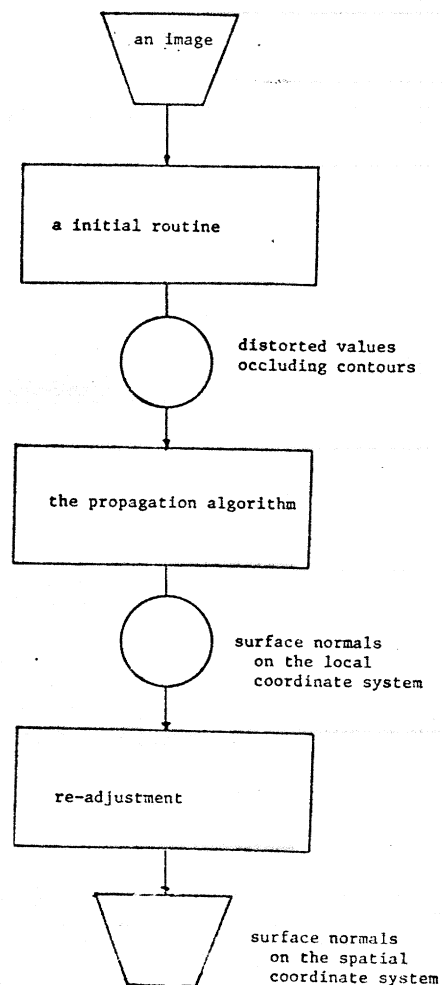 an image
a initial routine
distorted values
occluding contours
the propagation algorithm
surface normals
on the local
coordinate system
re-adjustment
surface normals
on the spatial
coordinate system